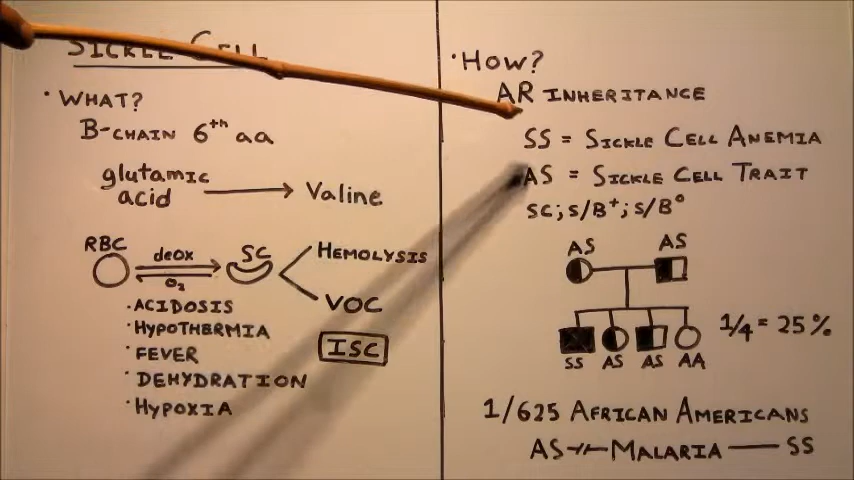 SICKLE CELL
· WHAT?
B-CHAIN 6th aa
glutamic acid → Valine
RBC deOX SC HEMOLYSIS
O₂
VOC
· ACIDOSIS
· HYPOTHERMIA
· FEVER
· DEHYDRATION
· HYPOXIA
ISC
· HOW?
AR INHERITANCE
SS = SICKLE CELL ANEMIA
AS = SICKLE CELL TRAIT
SC; S/B⁺; S/B⁰
AS AS
SS AS AS AA
1/4 = 25%
1/625 AFRICAN AMERICANS
AS MALARIA — SS